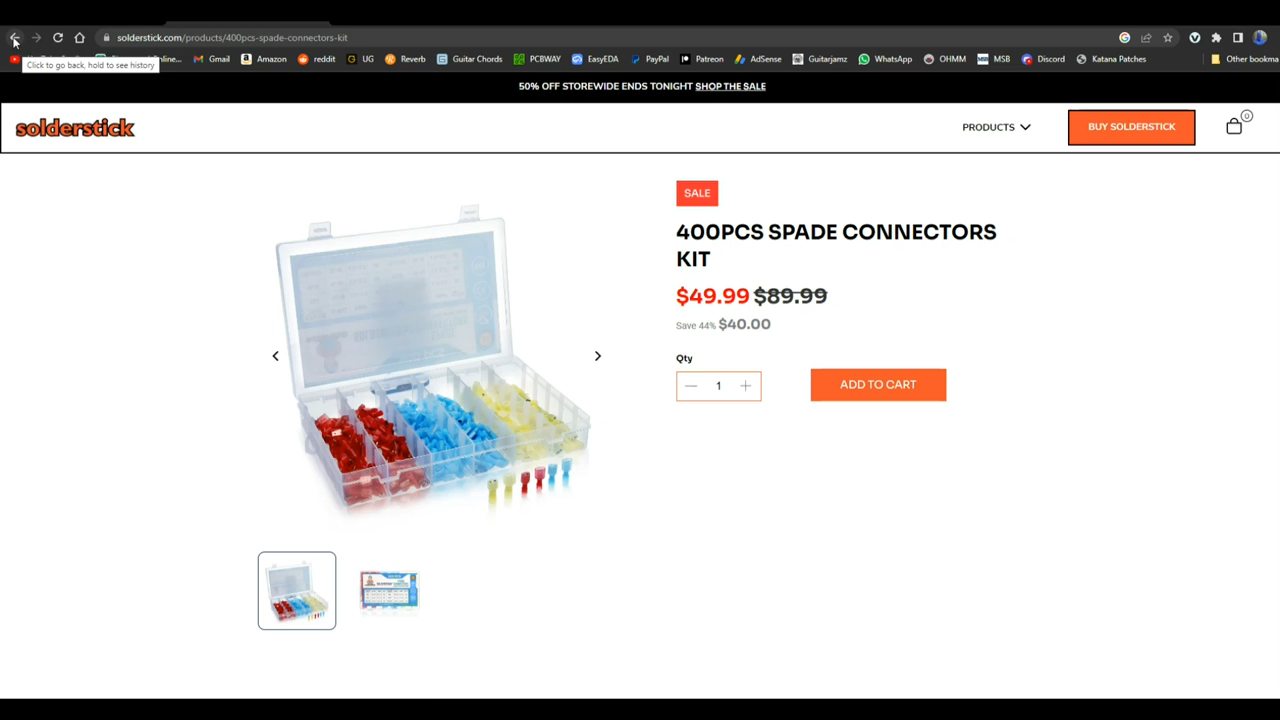 solderstick.com/products/400pcs-spade-connectors-kit
Click to go back, hold to see history
nline...
Gmail
Amazon
reddit
UG
Reverb
Guitar Chords
PCBWAY
EasyEDA
PayPal
Patreon
AdSense
Guitarjamz
WhatsApp
OHMM
MSB
Discord
Katana Patches
Other bookma
50% OFF STOREWIDE ENDS TONIGHT SHOP THE SALE
solderstick
PRODUCTS
BUY SOLDERSTICK
0
SALE
400PCS SPADE CONNECTORS
KIT
$49.99 $89.99
Save 44% $40.00
Qty
1
ADD TO CART